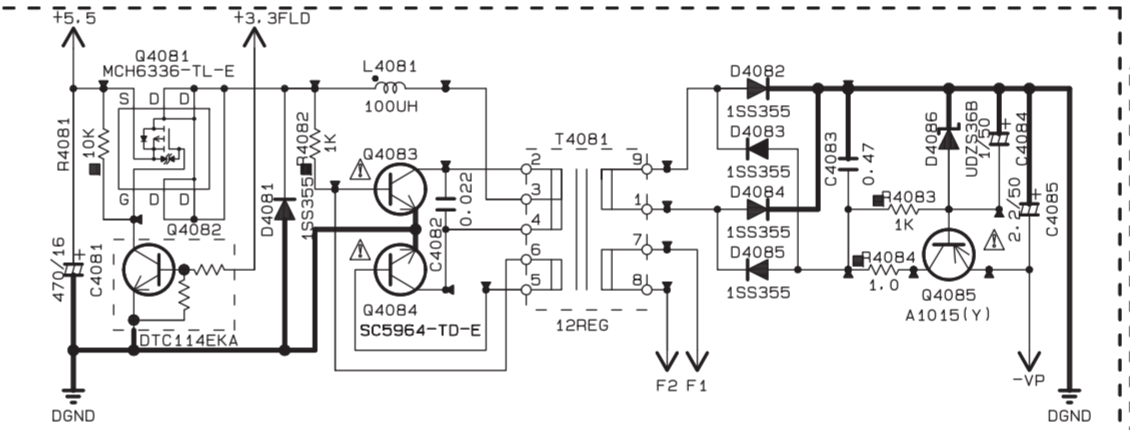 +5.5
+3.3FLD
Q4081
MCH6336-TL-E
S D D
G D D
R4081
10K
Q4082
470/16
C4081
DTC114EKA
DGND
D4081
1SS355
R4082
1K
L4081
100UH
Q4083
C4082
0.022
Q4084
SC5964-TD-E
T4081
2
3
4
6
5
9
1
7
8
12REG
F2 F1
D4082
1SS355
D4083
1SS355
D4084
1SS355
D4085
1SS355
C4083
0.47
R4083
1K
R4084
1.0
D4086
UDZS36B
1/50
C4084
2.2/50
C4085
Q4085
A1015(Y)
-VP
DGND